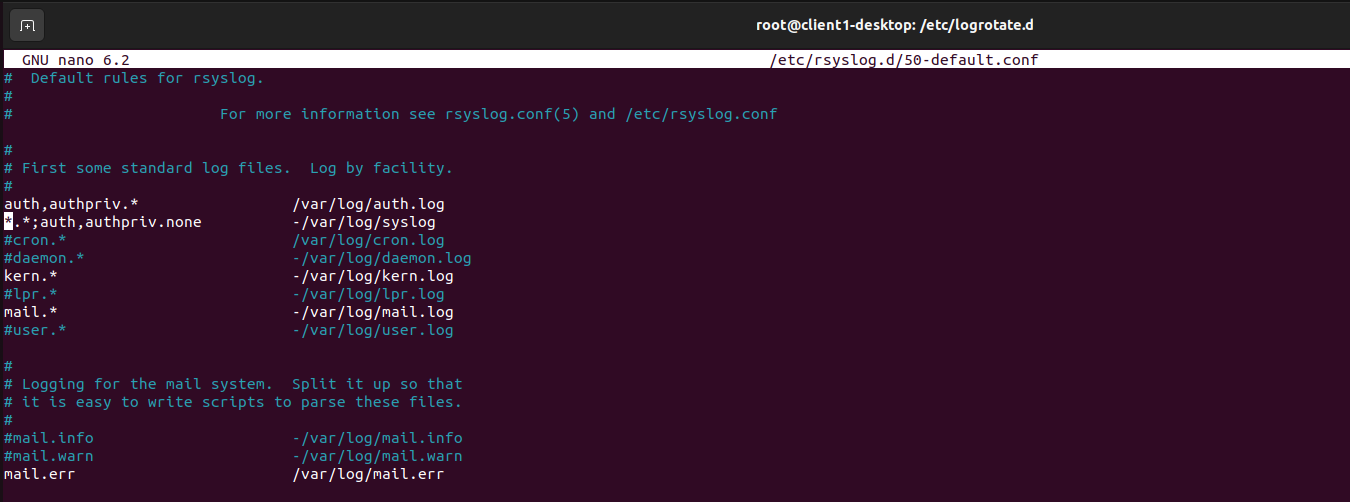 root@client1-desktop: /etc/logrotate.d
GNU nano 6.2 /etc/rsyslog.d/50-default.conf
#  Default rules for rsyslog.
#
#                       For more information see rsyslog.conf(5) and /etc/rsyslog.conf
#
# First some standard log files.  Log by facility.
#
auth,authpriv.*                 /var/log/auth.log
*.*;auth,authpriv.none          -/var/log/syslog
#cron.*                         /var/log/cron.log
#daemon.*                       -/var/log/daemon.log
kern.*                          -/var/log/kern.log
#lpr.*                          -/var/log/lpr.log
mail.*                          -/var/log/mail.log
#user.*                         -/var/log/user.log
#
# Logging for the mail system.  Split it up so that
# it is easy to write scripts to parse these files.
#
#mail.info                      -/var/log/mail.info
#mail.warn                      -/var/log/mail.warn
mail.err                        /var/log/mail.err